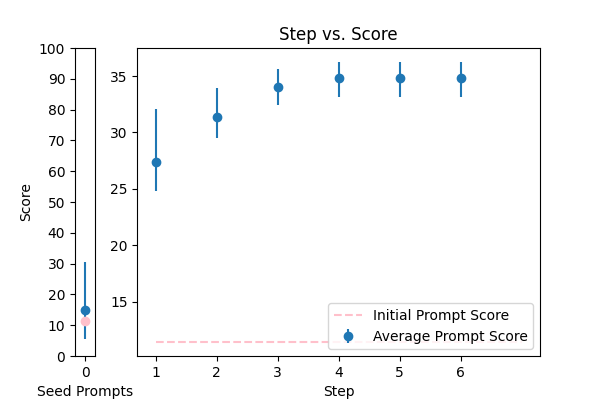 Step vs. Score
Score
100
90
80
70
60
50
40
30
20
10
0
0
Seed Prompts
35
30
25
20
15
1 2 3 4 5 6
Step
Initial Prompt Score
Average Prompt Score